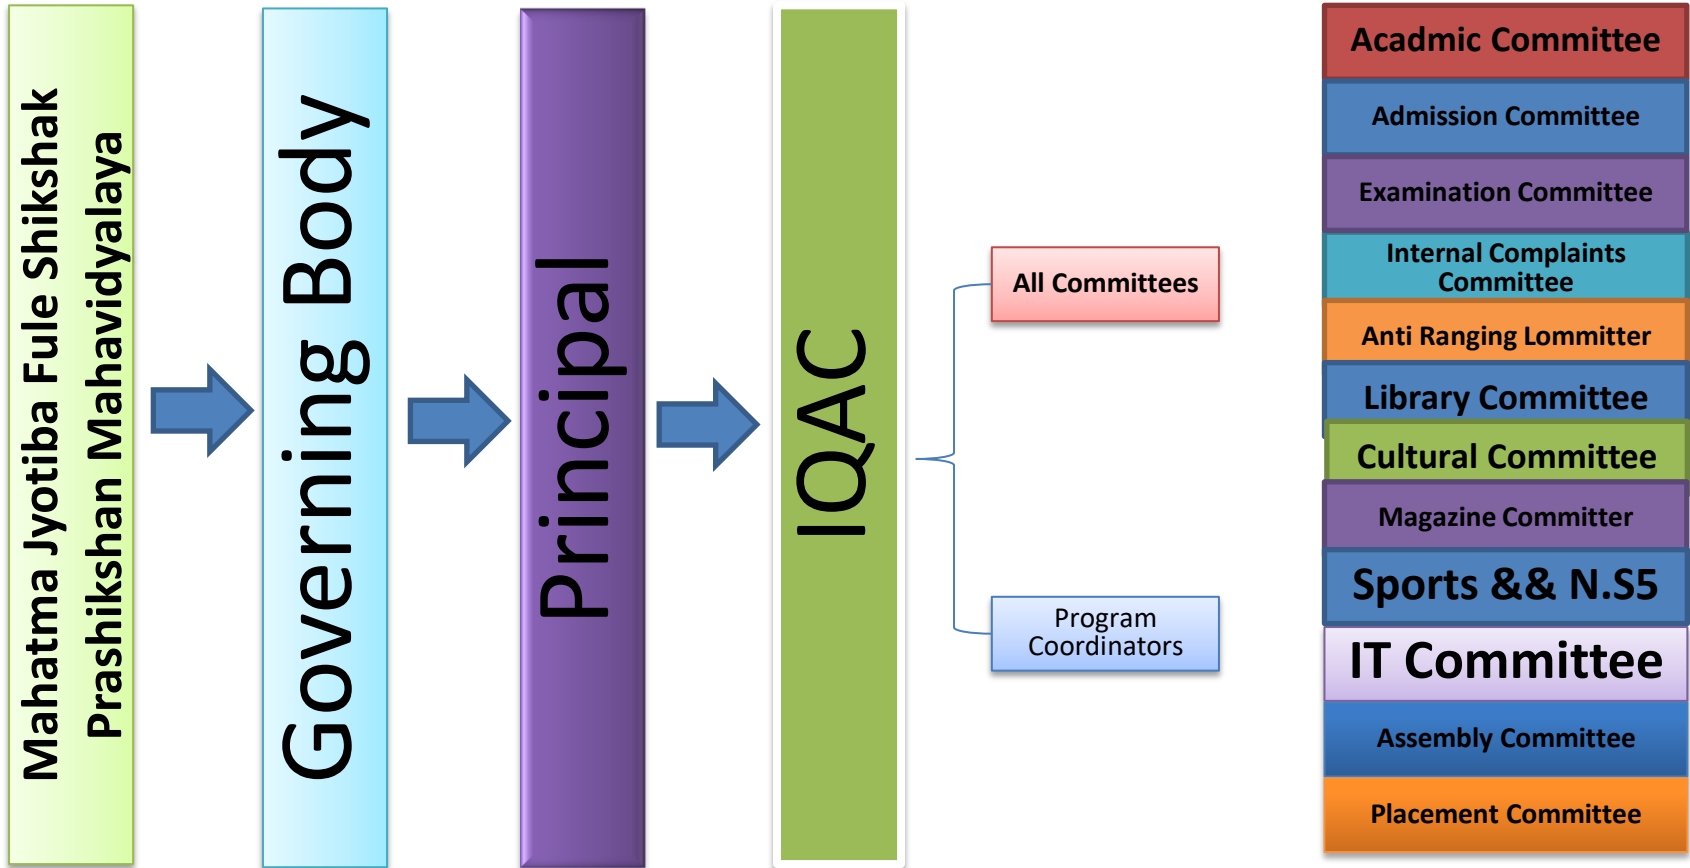 Mahatma Jyotiba Fule Shikshak
Prashikshan Mahavidyalaya
Governing Body
Principal
IQAC
All Committees
Program
Coordinators
Acadmic Committee
Admission Committee
Examination Committee
Internal Complaints
Committee
Anti Ranging Lommitter
Library Committee
Cultural Committee
Magazine Committer
Sports && N.S5
IT Committee
Assembly Committee
Placement Committee